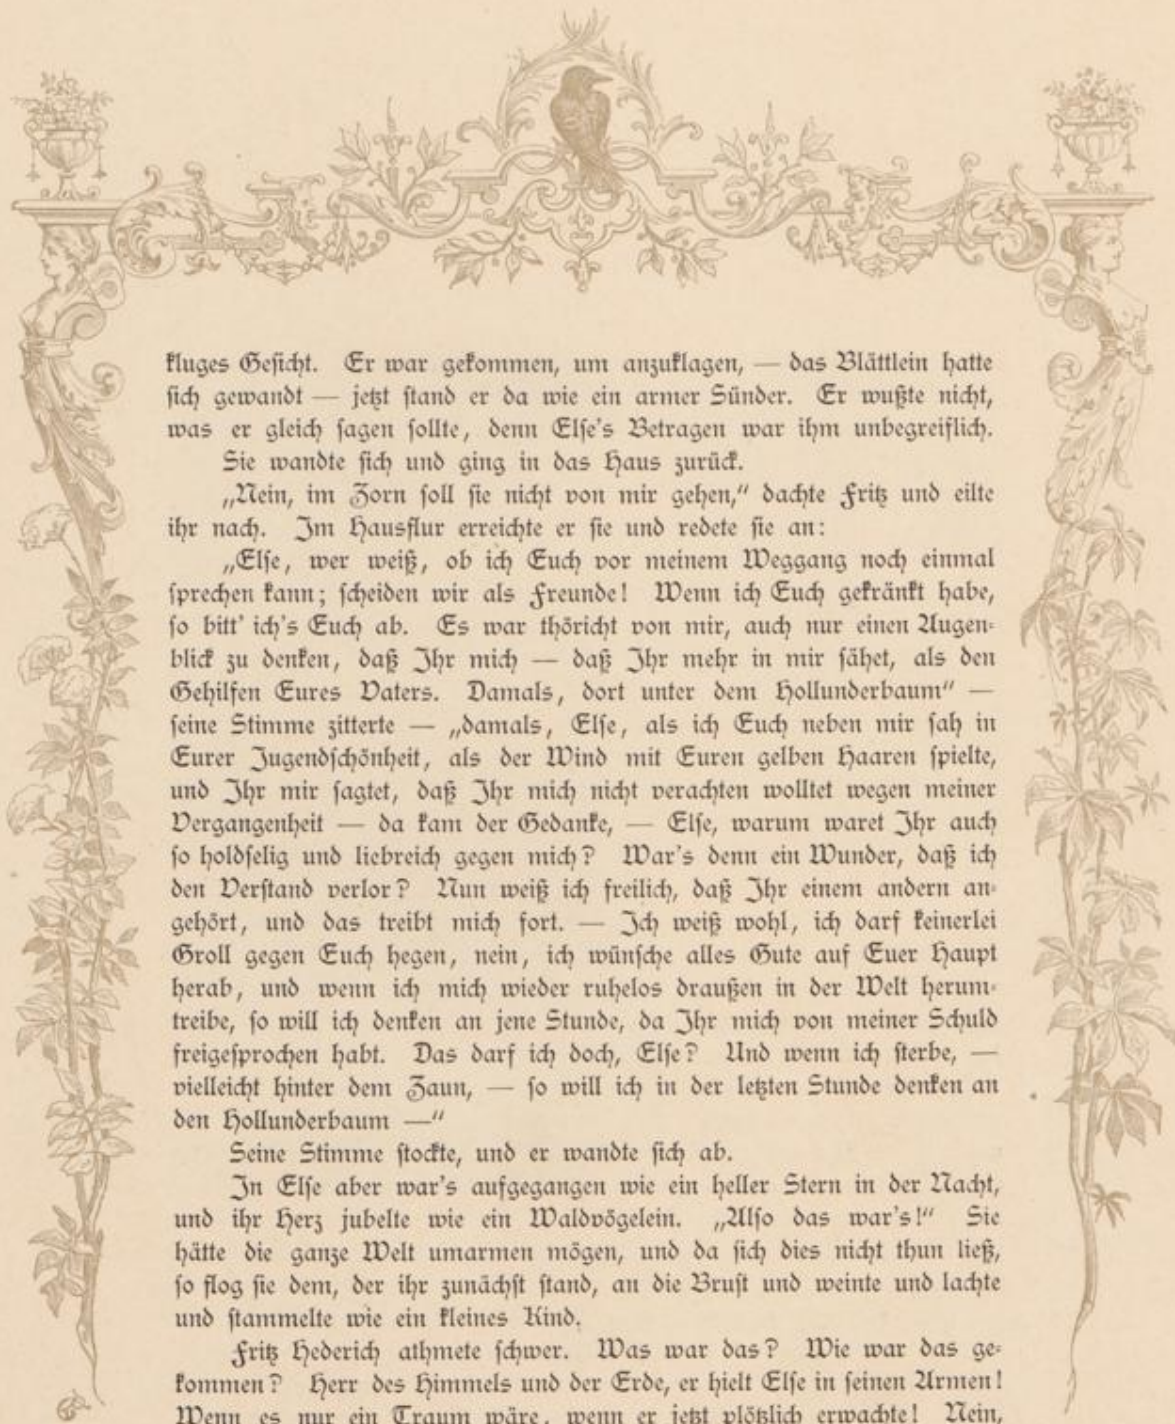 kluges Gesicht. Er war gekommen, um anzuklagen, — das Blättlein hatte
sich gewandt — jetzt stand er da wie ein armer Sünder. Er wußte nicht,
was er gleich sagen sollte, denn Else's Betragen war ihm unbegreiflich.
Sie wandte sich und ging in das Haus zurück.
„Nein, im Zorn soll sie nicht von mir gehen,“ dachte Fritz und eilte
ihr nach. Im Hausflur erreichte er sie und redete sie an:
„Else, wer weiß, ob ich Euch vor meinem Weggang noch einmal
sprechen kann; scheiden wir als Freunde! Wenn ich Euch gekränkt habe,
so bitt' ich's Euch ab. Es war thöricht von mir, auch nur einen Augen-
blick zu denken, daß Ihr mich — daß Ihr mehr in mir sähet, als den
Gehilfen Eures Vaters. Damals, dort unter dem Hollunderbaum“ —
seine Stimme zitterte — „damals, Else, als ich Euch neben mir sah in
Eurer Jugendschönheit, als der Wind mit Euren gelben Haaren spielte,
und Ihr mir sagtet, daß Ihr mich nicht verachten wolltet wegen meiner
Vergangenheit — da kam der Gedanke, — Else, warum waret Ihr auch
so holdselig und liebreich gegen mich? War's denn ein Wunder, daß ich
den Verstand verlor? Nun weiß ich freilich, daß Ihr einem andern an-
gehört, und das treibt mich fort. — Ich weiß wohl, ich darf keinerlei
Groll gegen Euch hegen, nein, ich wünsche alles Gute auf Euer Haupt
herab, und wenn ich mich wieder ruhelos draußen in der Welt herum-
treibe, so will ich denken an jene Stunde, da Ihr mich von meiner Schuld
freigesprochen habt. Das darf ich doch, Else? Und wenn ich sterbe, —
vielleicht hinter dem Zaun, — so will ich in der letzten Stunde denken an
den Hollunderbaum —“
Seine Stimme stockte, und er wandte sich ab.
In Else aber war's aufgegangen wie ein heller Stern in der Nacht,
und ihr Herz jubelte wie ein Waldvögelein. „Also das war's!“ Sie
hätte die ganze Welt umarmen mögen, und da sich dies nicht thun ließ,
so flog sie dem, der ihr zunächst stand, an die Brust und weinte und lachte
und stammelte wie ein kleines Kind.
Fritz Hederich athmete schwer. Was war das? Wie war das ge-
kommen? Herr des Himmels und der Erde, er hielt Else in seinen Armen!
Wenn es nur ein Traum wäre, wenn er jetzt plötzlich erwachte! Nein,